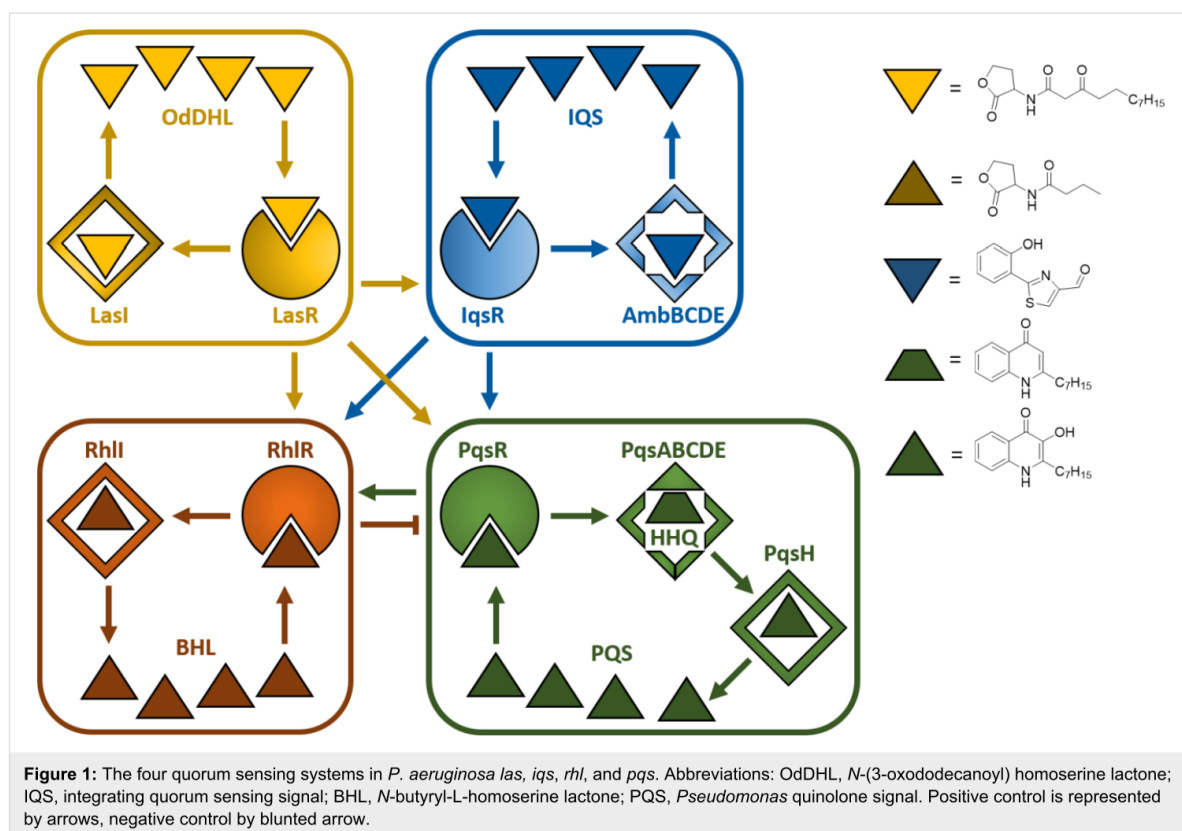 OdDHL
LasI
LasR
IQS
IqsR
AmbBCDE
RhlI
RhlR
BHL
PqsR
PqsABCDE
HHQ
PqsH
PQS
= O O N H O O C7H15
= O O N H O
= OH N S O
= O N H C7H15
= O OH N H C7H15
Figure 1: The four quorum sensing systems in P. aeruginosa las, iqs, rhl, and pqs. Abbreviations: OdDHL, N-(3-oxododecanoyl) homoserine lactone;
IQS, integrating quorum sensing signal; BHL, N-butyryl-L-homoserine lactone; PQS, Pseudomonas quinolone signal. Positive control is represented
by arrows, negative control by blunted arrow.